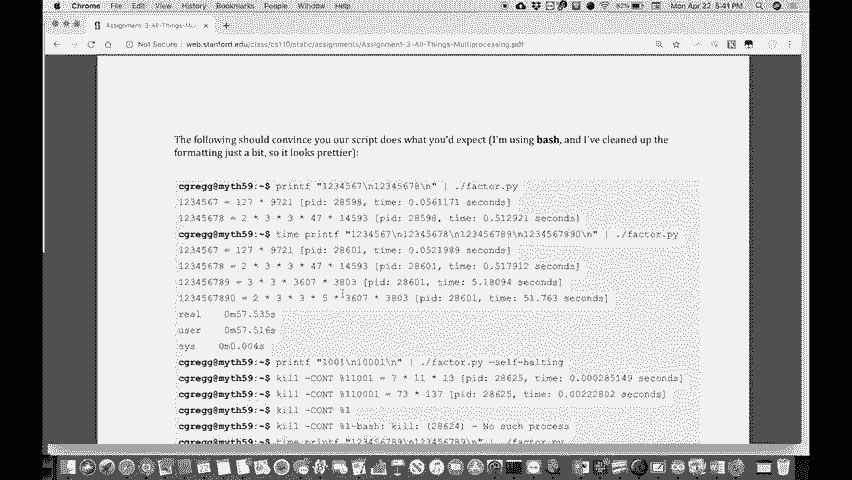 Chrome File Edit View History Bookmarks People Window Help 82% Mon Apr 22 5:41 PM
Assignment-3-All-Things-Mu
Not Secure web.stanford.edu/class/cs110/static/assignments/Assignment-3-All-Things-Multiprocessing.pdf
The following should convince you our script does what you'd expect (I'm using bash, and I've cleaned up the
formatting just a bit, so it looks prettier):
cgregg@myth59:~$ printf "1234567\n12345678\n" | ./factor.py
1234567 = 127 * 9721 [pid: 28598, time: 0.0561171 seconds]
12345678 = 2 * 3 * 3 * 47 * 14593 [pid: 28598, time: 0.512921 seconds]
cgregg@myth59:~$ time printf "1234567\n12345678\n123456789\n1234567890\n" | ./factor.py
1234567 = 127 * 9721 [pid: 28601, time: 0.0521989 seconds]
12345678 = 2 * 3 * 3 * 47 * 14593 [pid: 28601, time: 0.517912 seconds]
123456789 = 3 * 3 * 3607 * 3803 [pid: 28601, time: 5.18094 seconds]
1234567890 = 2 * 3 * 3 * 5 * 3607 * 3803 [pid: 28601, time: 51.763 seconds]
real 0m57.535s
user 0m57.516s
sys 0m0.004s
cgregg@myth59:~$ printf "1001\n10001\n" | ./factor.py --self-halting
cgregg@myth59:~$ kill -CONT %11001 = 7 * 11 * 13 [pid: 28625, time: 0.000285149 seconds]
cgregg@myth59:~$ kill -CONT %110001 = 73 * 137 [pid: 28625, time: 0.00222802 seconds]
cgregg@myth59:~$ kill -CONT %1
cgregg@myth59:~$ kill -CONT %1-bash: kill: (28624) - No such process
cgregg@myth59:~$ time printf "123456789\n123456789\n" | ./factor.py